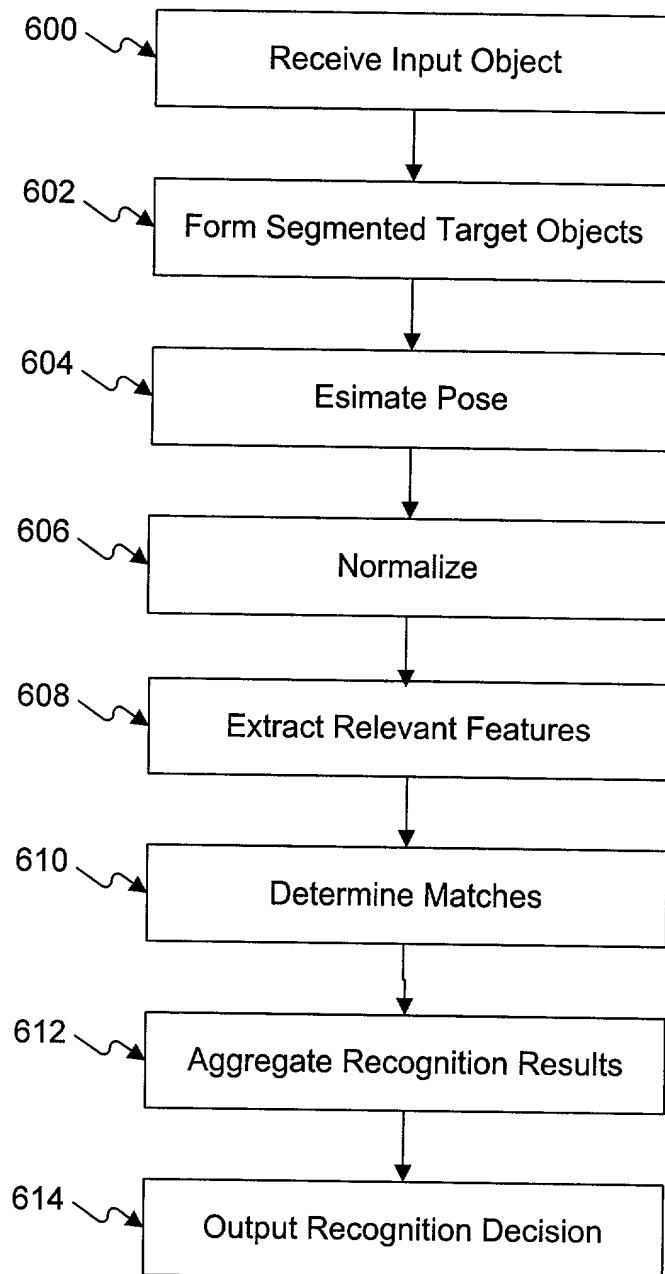 600
Receive Input Object
602
Form Segmented Target Objects
604
Esimate Pose
606
Normalize
608
Extract Relevant Features
610
Determine Matches
612
Aggregate Recognition Results
614
Output Recognition Decision